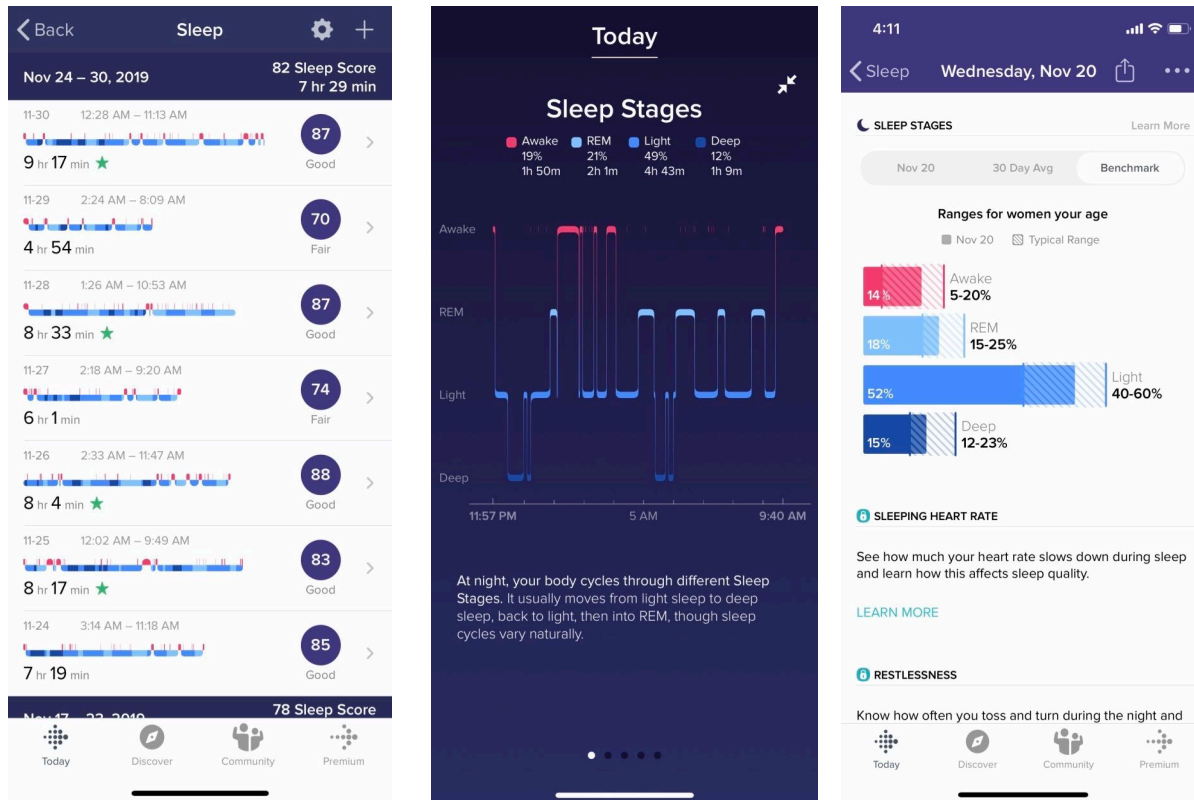 Back
Sleep
Nov 24 – 30, 2019
82 Sleep Score
7 hr 29 min
11-30 12:28 AM – 11:13 AM
9 hr 17 min
87
Good
11-29 2:24 AM – 8:09 AM
4 hr 54 min
70
Fair
11-28 1:26 AM – 10:53 AM
8 hr 33 min
87
Good
11-27 2:18 AM – 9:20 AM
6 hr 1 min
74
Fair
11-26 2:33 AM – 11:47 AM
8 hr 4 min
88
Good
11-25 12:02 AM – 9:49 AM
8 hr 17 min
83
Good
11-24 3:14 AM – 11:18 AM
7 hr 19 min
85
Good
Nov 17 – 23, 2019
78 Sleep Score
Today
Discover
Community
Premium
Today
Sleep Stages
Awake REM Light Deep
19% 21% 49% 12%
1h 50m 2h 1m 4h 43m 1h 9m
Awake
REM
Light
Deep
11:57 PM 5 AM 9:40 AM
At night, your body cycles through different Sleep
Stages. It usually moves from light sleep to deep
sleep, back to light, then into REM, though sleep
cycles vary naturally.
4:11
Sleep
Wednesday, Nov 20
SLEEP STAGES
Learn More
Nov 20
30 Day Avg
Benchmark
Ranges for women your age
Nov 20
Typical Range
14%
Awake
5-20%
18%
REM
15-25%
52%
Light
40-60%
15%
Deep
12-23%
SLEEPING HEART RATE
See how much your heart rate slows down during sleep
and learn how this affects sleep quality.
LEARN MORE
RESTLESSNESS
Know how often you toss and turn during the night and
Today
Discover
Community
Premium